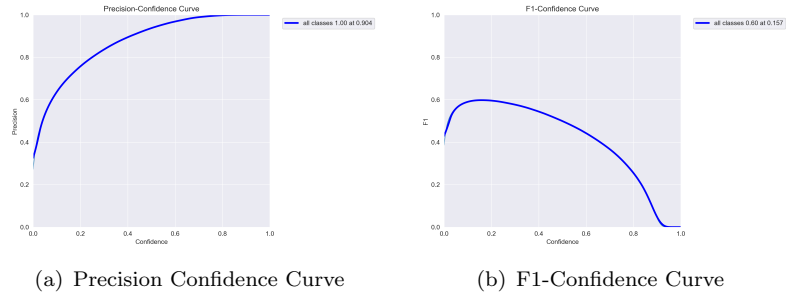 Precision-Confidence Curve
all classes 1.00 at 0.904
1.0
0.8
0.6
0.4
0.2
0.0
Precision
0.0 0.2 0.4 0.6 0.8 1.0
Confidence
F1-Confidence Curve
all classes 0.60 at 0.157
1.0
0.8
0.6
0.4
0.2
0.0
F1
0.0 0.2 0.4 0.6 0.8 1.0
Confidence
(a) Precision Confidence Curve
(b) F1-Confidence Curve